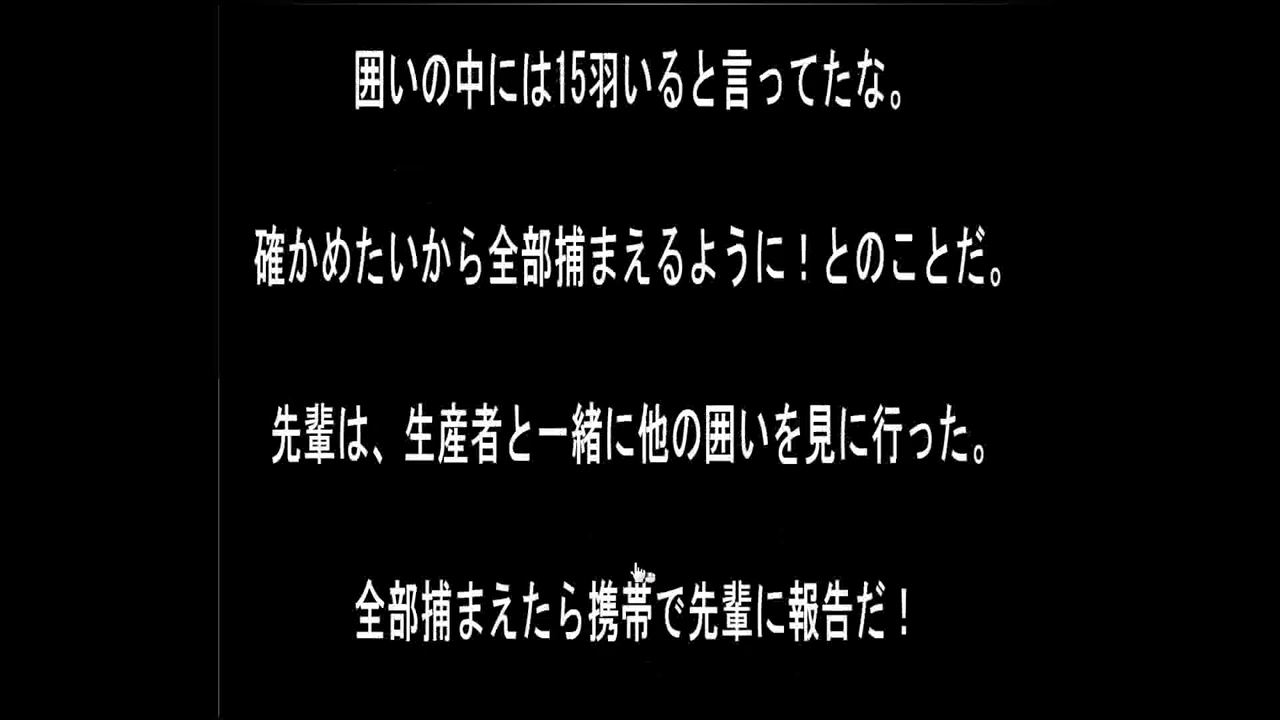 囲いの中には15羽いると言ってたな。
確かめたいから全部捕まえるように！とのことだ。
先輩は、生産者と一緒に他の囲いを見に行った。
全部捕まえたら携帯で先輩に報告だ！